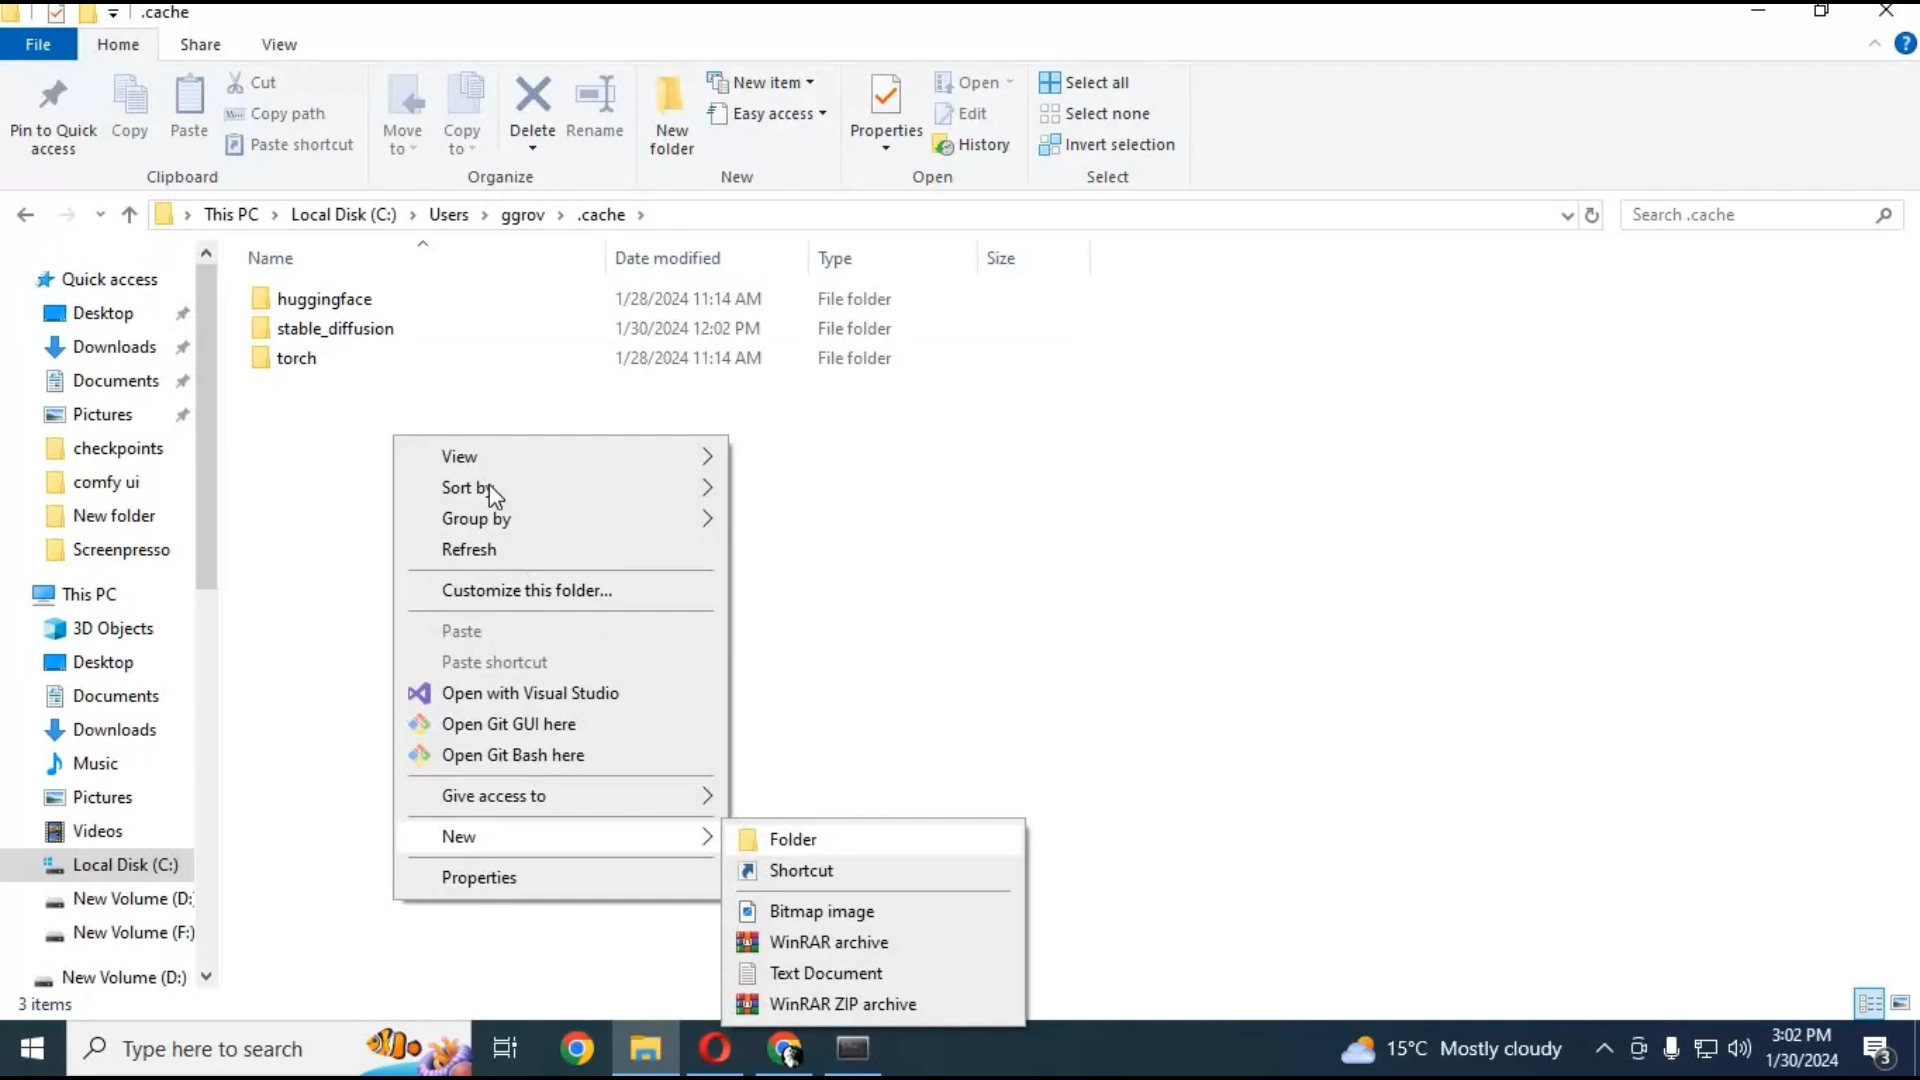 .cache
File
Home
Share
View
Pin to Quick access
Copy
Paste
Cut
Copy path
Paste shortcut
Clipboard
Move to
Copy to
Delete
Rename
Organize
New folder
New item
Easy access
New
Properties
Open
Edit
History
Open
Select all
Select none
Invert selection
Select
This PC
Local Disk (C:)
Users
ggrov
.cache
Search .cache
Name
Date modified
Type
Size
huggingface 1/28/2024 11:14 AM File folder
stable_diffusion 1/30/2024 12:02 PM File folder
torch 1/28/2024 11:14 AM File folder
Quick access
Desktop
Downloads
Documents
Pictures
checkpoints
comfy ui
New folder
Screenpresso
This PC
3D Objects
Desktop
Documents
Downloads
Music
Pictures
Videos
Local Disk (C:)
New Volume (D:
New Volume (F:)
New Volume (D:)
3 items
View
Sort by
Group by
Refresh
Customize this folder...
Paste
Paste shortcut
Open with Visual Studio
Open Git GUI here
Open Git Bash here
Give access to
New
Properties
Folder
Shortcut
Bitmap image
WinRAR archive
Text Document
WinRAR ZIP archive
Type here to search
15°C Mostly cloudy
3:02 PM
1/30/2024
3